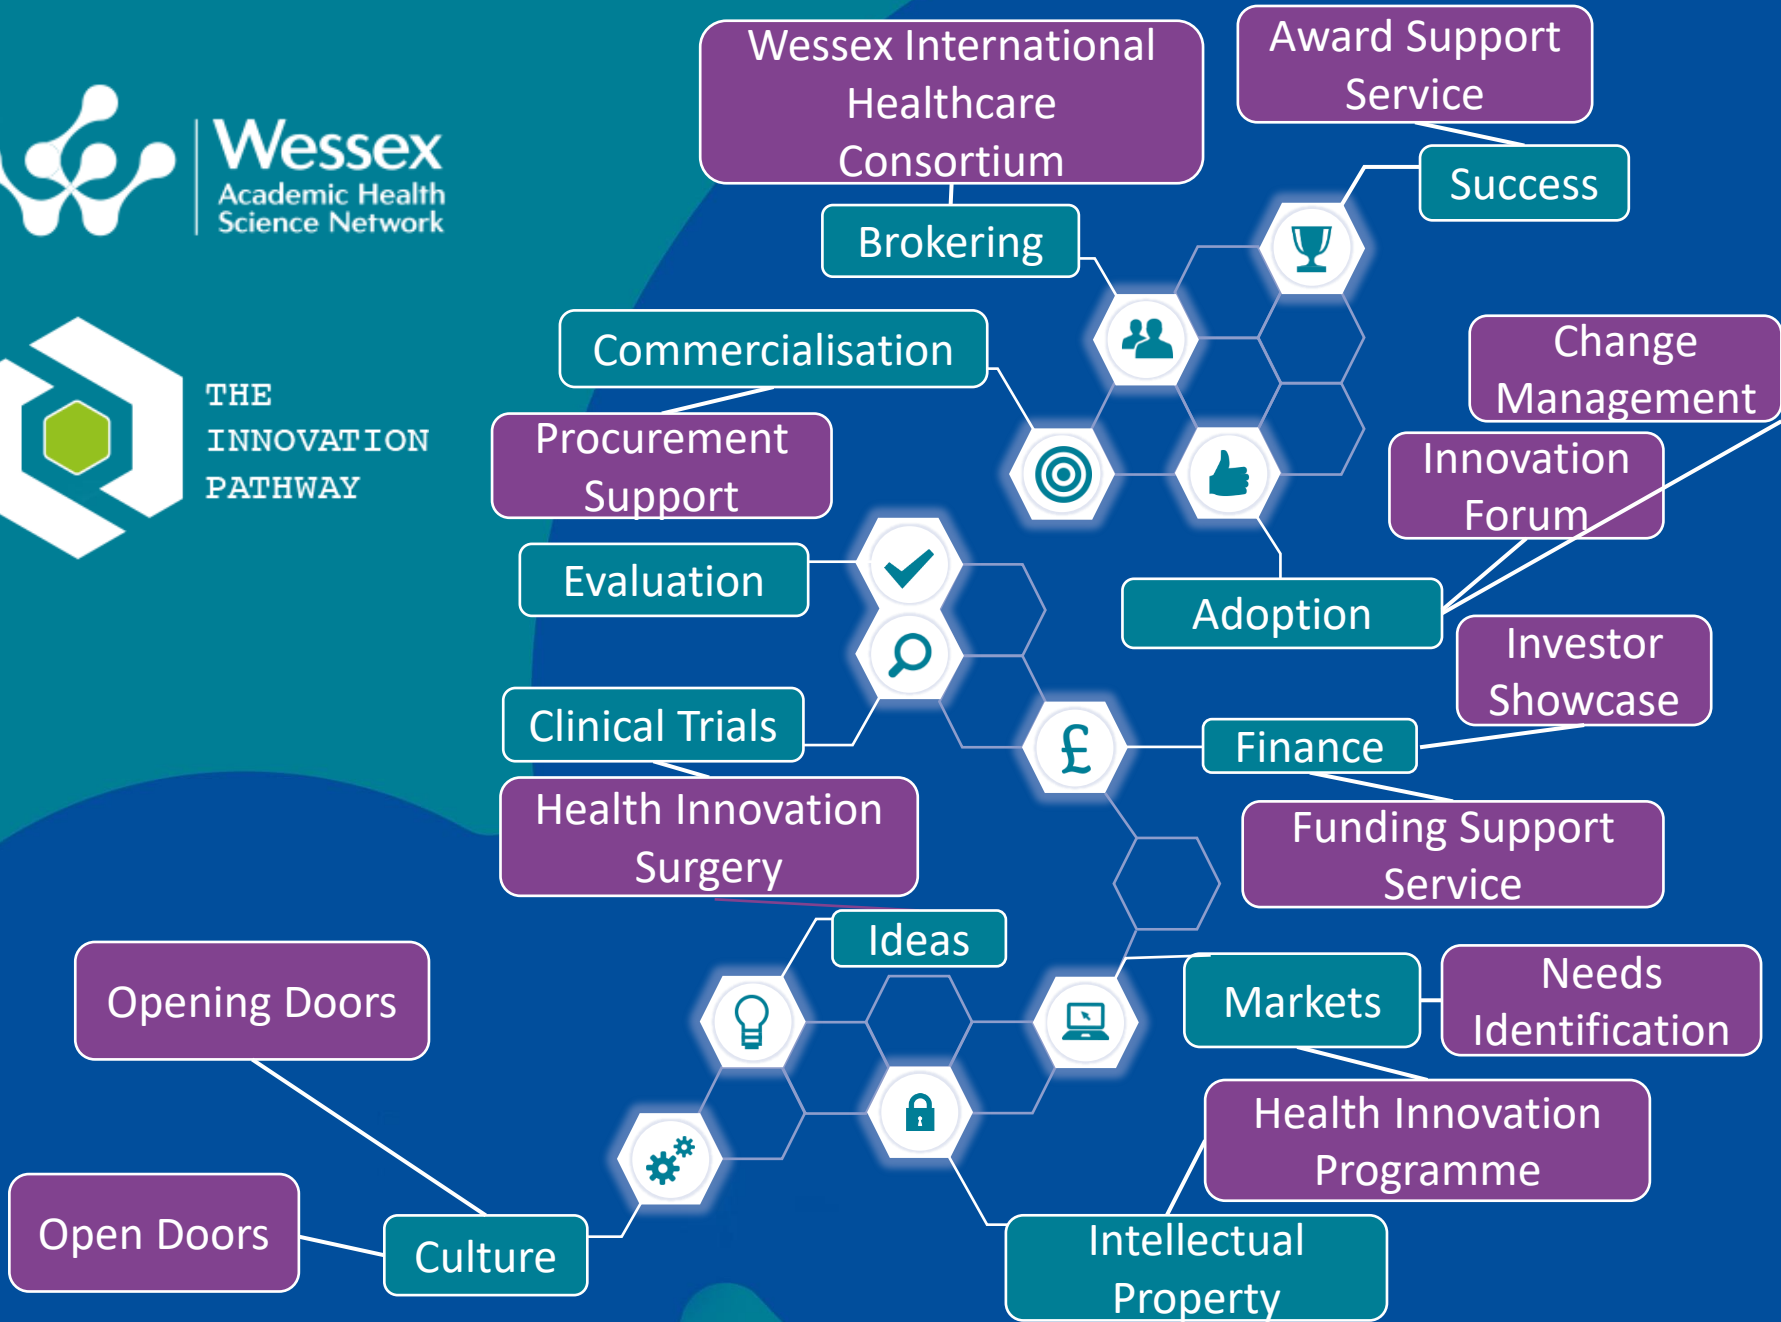 Wessex
Academic Health
Science Network
THE
INNOVATION
PATHWAY
Wessex International
Healthcare
Consortium
Award Support
Service
Success
Brokering
Commercialisation
Change
Management
Procurement
Support
Innovation
Forum
Evaluation
Adoption
Investor
Showcase
Clinical Trials
£
Finance
Health Innovation
Surgery
Funding Support
Service
Ideas
Opening Doors
Markets
Needs
Identification
Health Innovation
Programme
Open Doors
Culture
Intellectual
Property